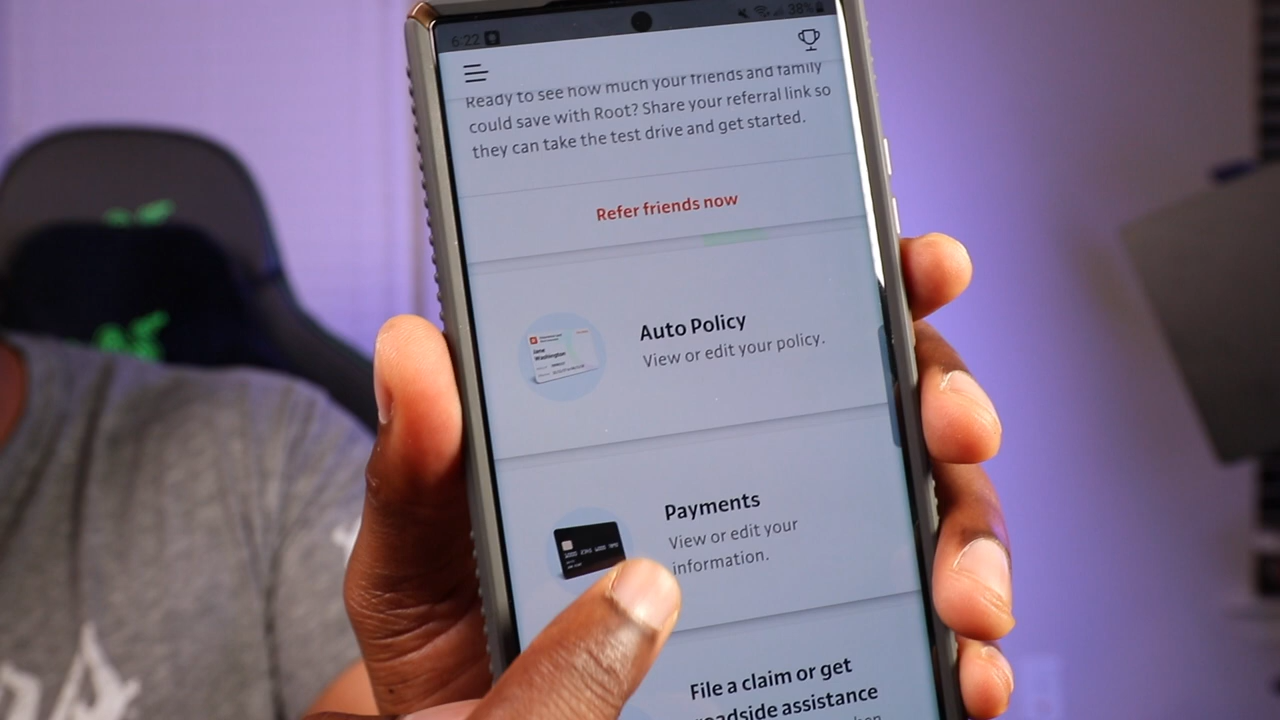 6:22
38%
Ready to see how much your friends and family
could save with Root? Share your referral link so
they can take the test drive and get started.
Refer friends now
Auto Policy
View or edit your policy.
Jane
Washington
Payments
View or edit your
information.
File a claim or get
roadside assistance